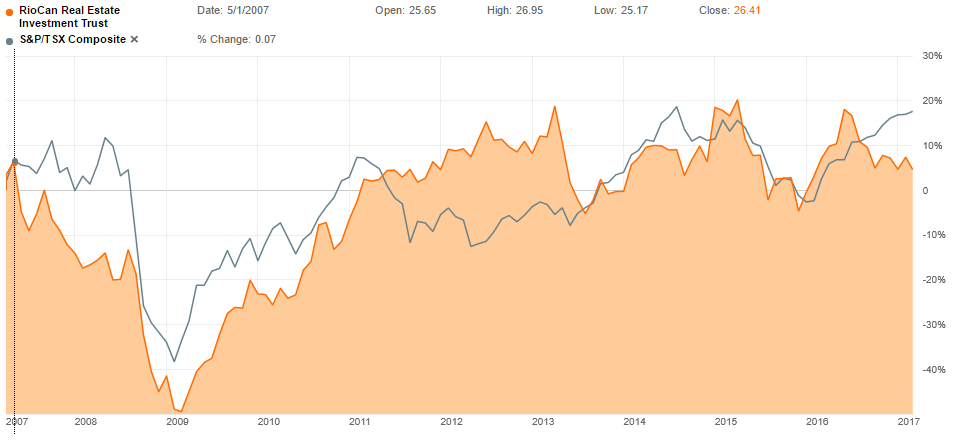 RioCan Real Estate Investment Trust Date: 5/1/2007 Open: 25.65 High: 26.95 Low: 25.17 Close: 26.41
S&P/TSX Composite ✕ % Change: 0.07
30%
20%
10%
0
-10%
-20%
-30%
-40%
2007 2008 2009 2010 2011 2012 2013 2014 2015 2016 2017